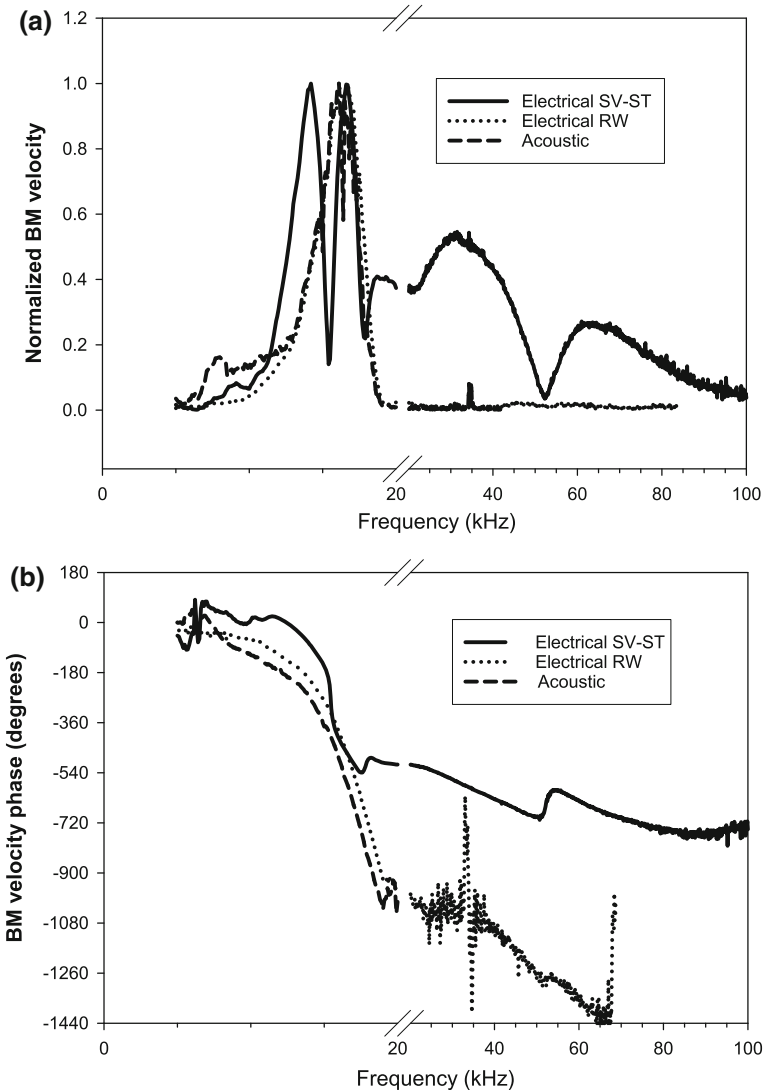 (a)
1.2
1.0
0.8
0.6
0.4
0.2
0.0
Normalized BM velocity
Electrical SV-ST
Electrical RW
Acoustic
0
20
40
60
80
100
Frequency (kHz)
(b)
180
0
-180
-360
-540
-720
-900
-1080
-1260
-1440
BM velocity phase (degrees)
Electrical SV-ST
Electrical RW
Acoustic
0
20
40
60
80
100
Frequency (kHz)